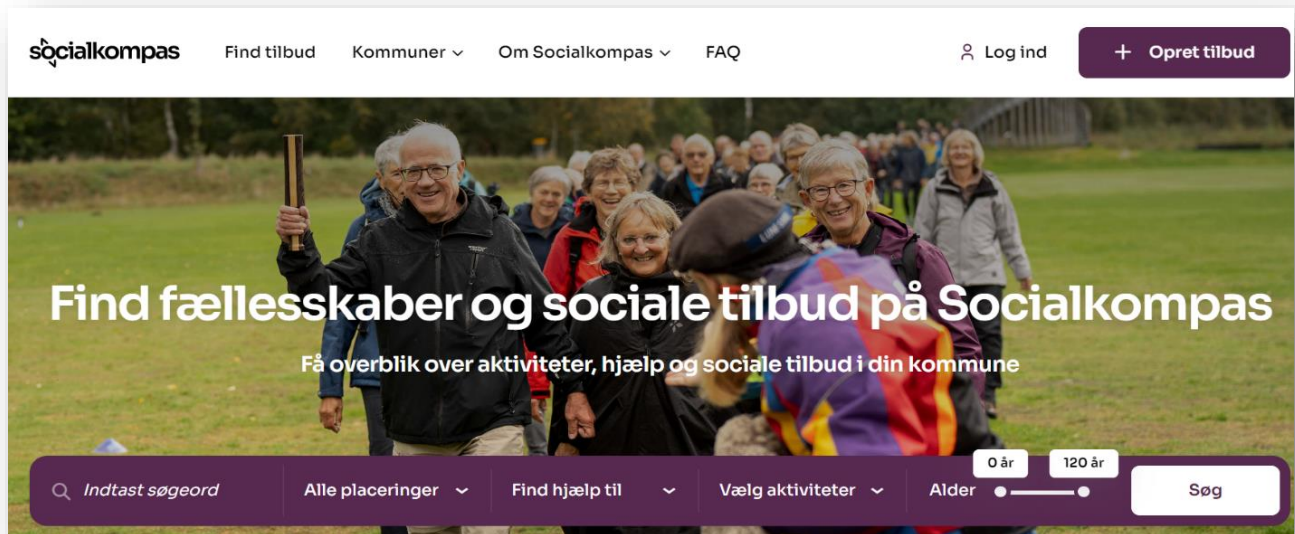 socialkompas Find tilbud Kommuner Om Socialkompas FAQ Log ind + Opret tilbud
Find fællesskaber og sociale tilbud på Socialkompas
Få overblik over aktiviteter, hjælp og sociale tilbud i din kommune
0 år 120 år
Indtast søgeord Alle placeringer Find hjælp til Vælg aktiviteter Alder Søg